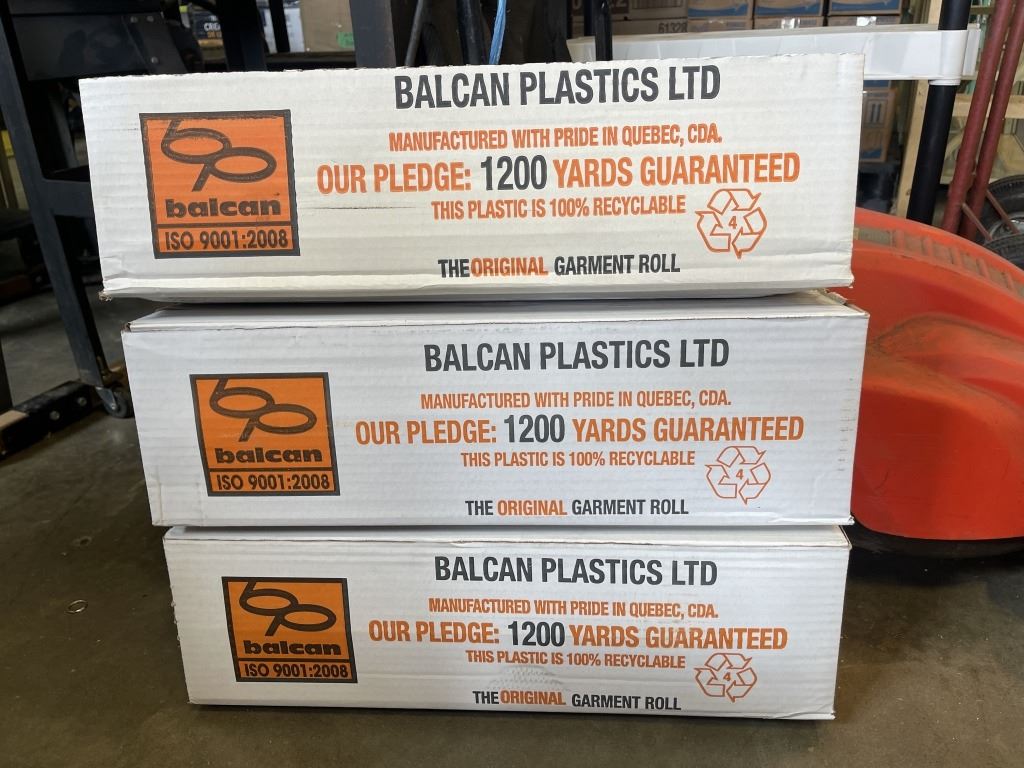 BALCAN PLASTICS LTD
MANUFACTURED WITH PRIDE IN QUEBEC, CDA.
OUR PLEDGE: 1200 YARDS GUARANTEED
THIS PLASTIC IS 100% RECYCLABLE
4
THE ORIGINAL GARMENT ROLL
bp
balcan
ISO 9001:2008
BALCAN PLASTICS LTD
MANUFACTURED WITH PRIDE IN QUEBEC, CDA.
OUR PLEDGE: 1200 YARDS GUARANTEED
THIS PLASTIC IS 100% RECYCLABLE
4
THE ORIGINAL GARMENT ROLL
bp
balcan
ISO 9001:2008
BALCAN PLASTICS LTD
MANUFACTURED WITH PRIDE IN QUEBEC, CDA.
OUR PLEDGE: 1200 YARDS GUARANTEED
THIS PLASTIC IS 100% RECYCLABLE
4
THE ORIGINAL GARMENT ROLL
bp
balcan
ISO 9001:2008